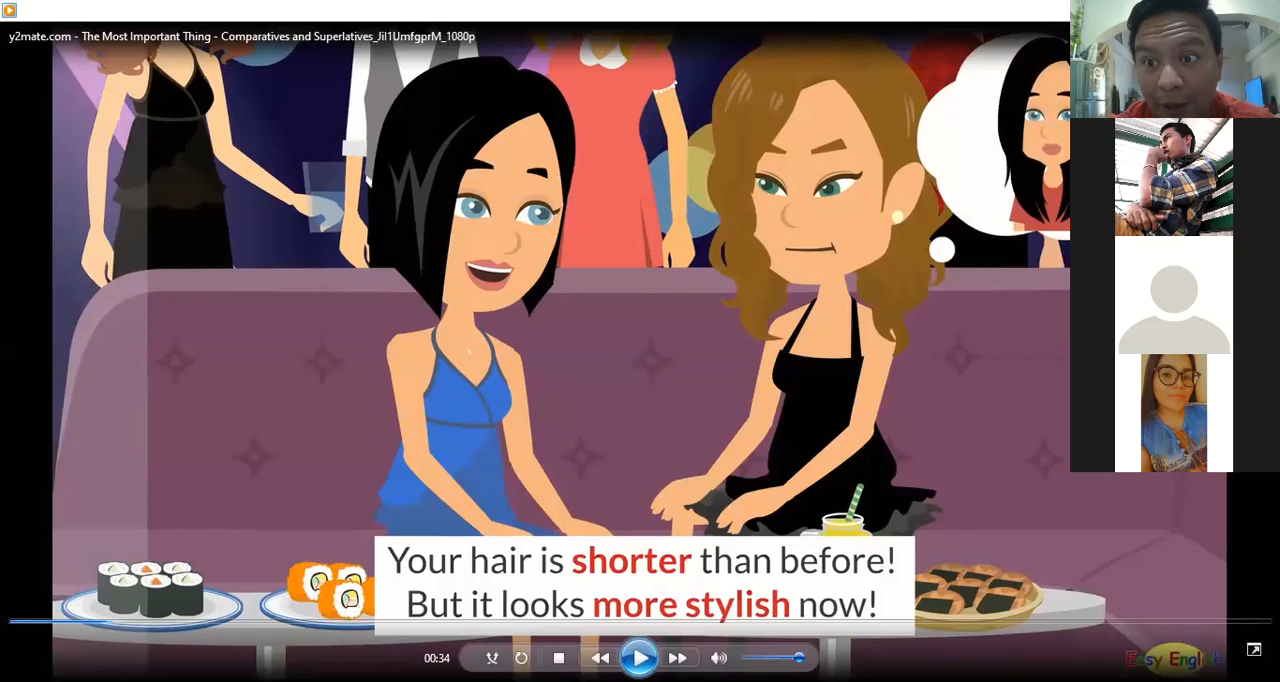 y2mate.com - The Most Important Thing - Comparatives and Superlatives_Jil1UmfgprM_1080p
Your hair is shorter than before!
But it looks more stylish now!
00:34
Easy English